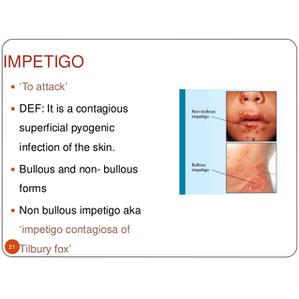 IMPETIGO
• 'To attack'
• DEF: It is a contagious
superficial pyogenic
infection of the skin.
• Bullous and non- bullous
forms
• Non bullous impetigo aka
'impetigo contagiosa of
Tilbury fox'
21
Non-bullous
impetigo
Bullous
impetigo